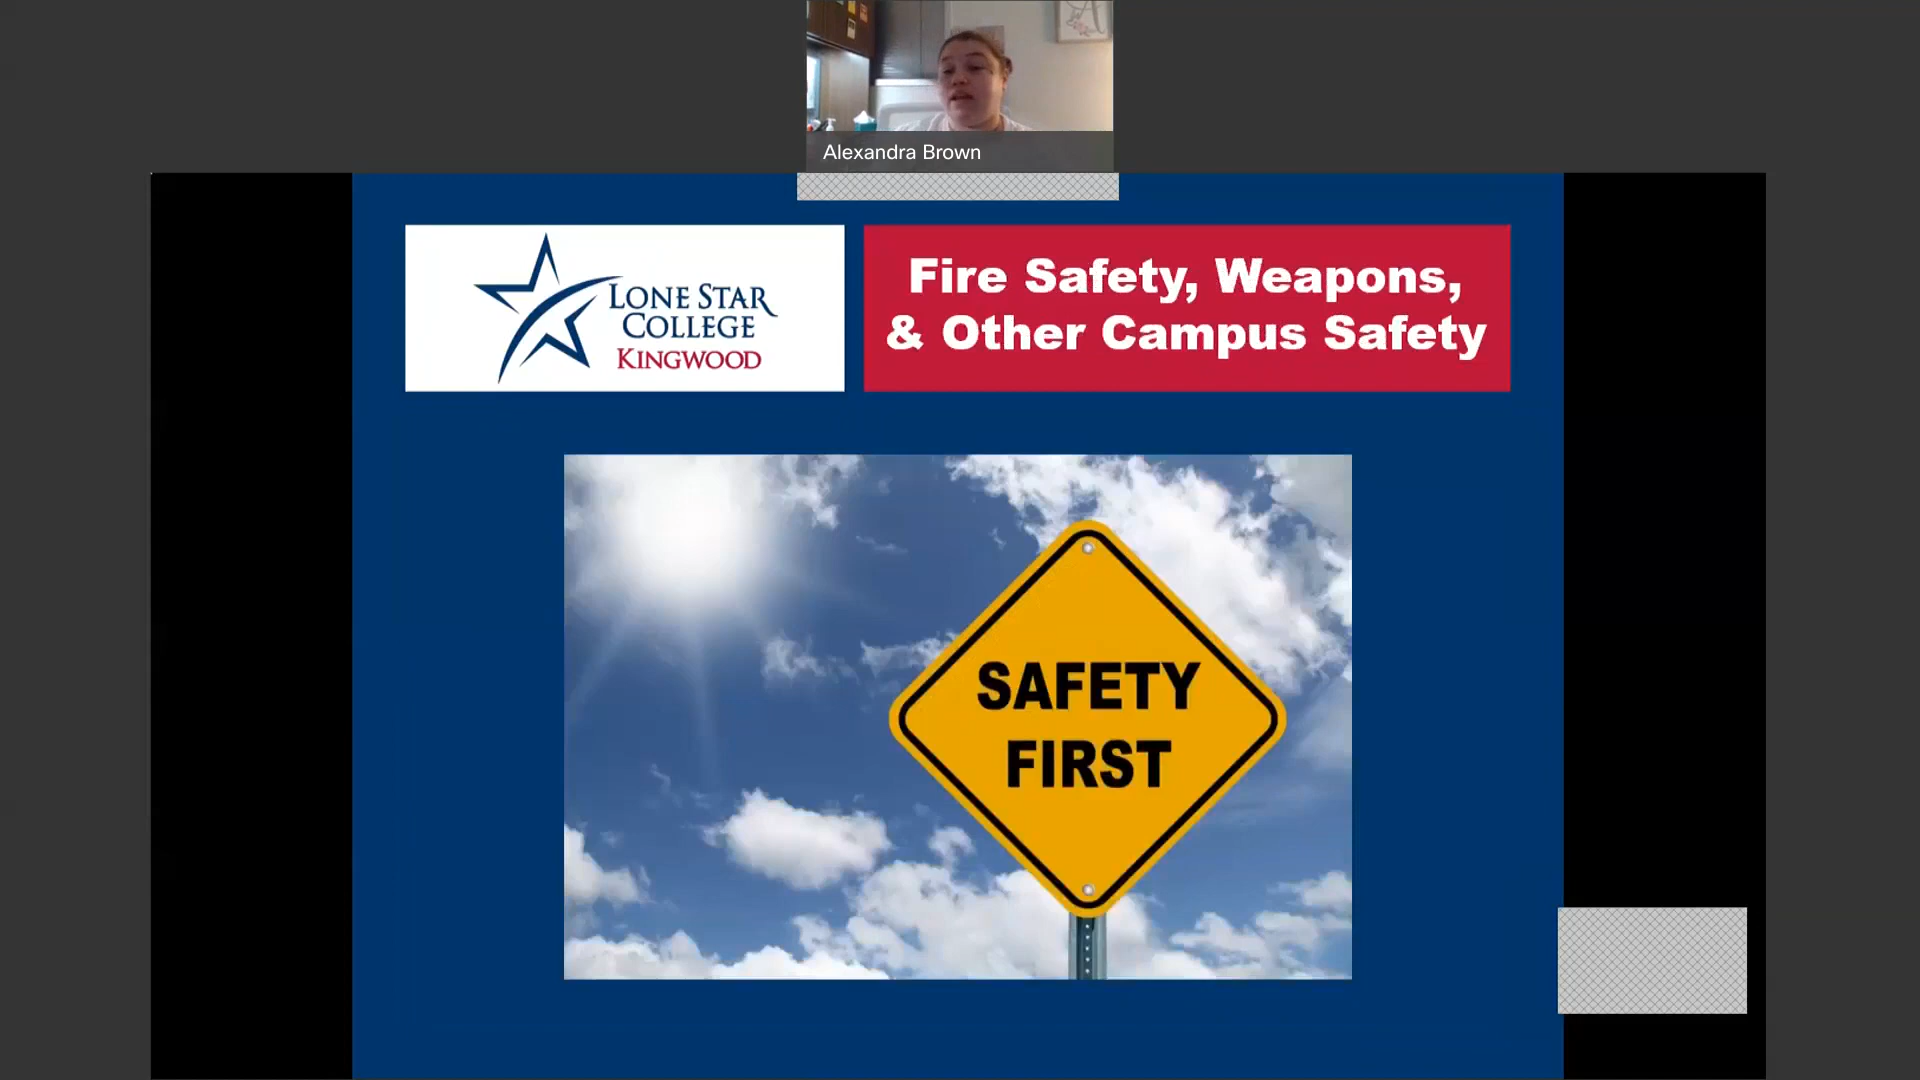 Alexandra Brown
LONE STAR
COLLEGE
KINGWOOD
Fire Safety, Weapons,
& Other Campus Safety
SAFETY
FIRST